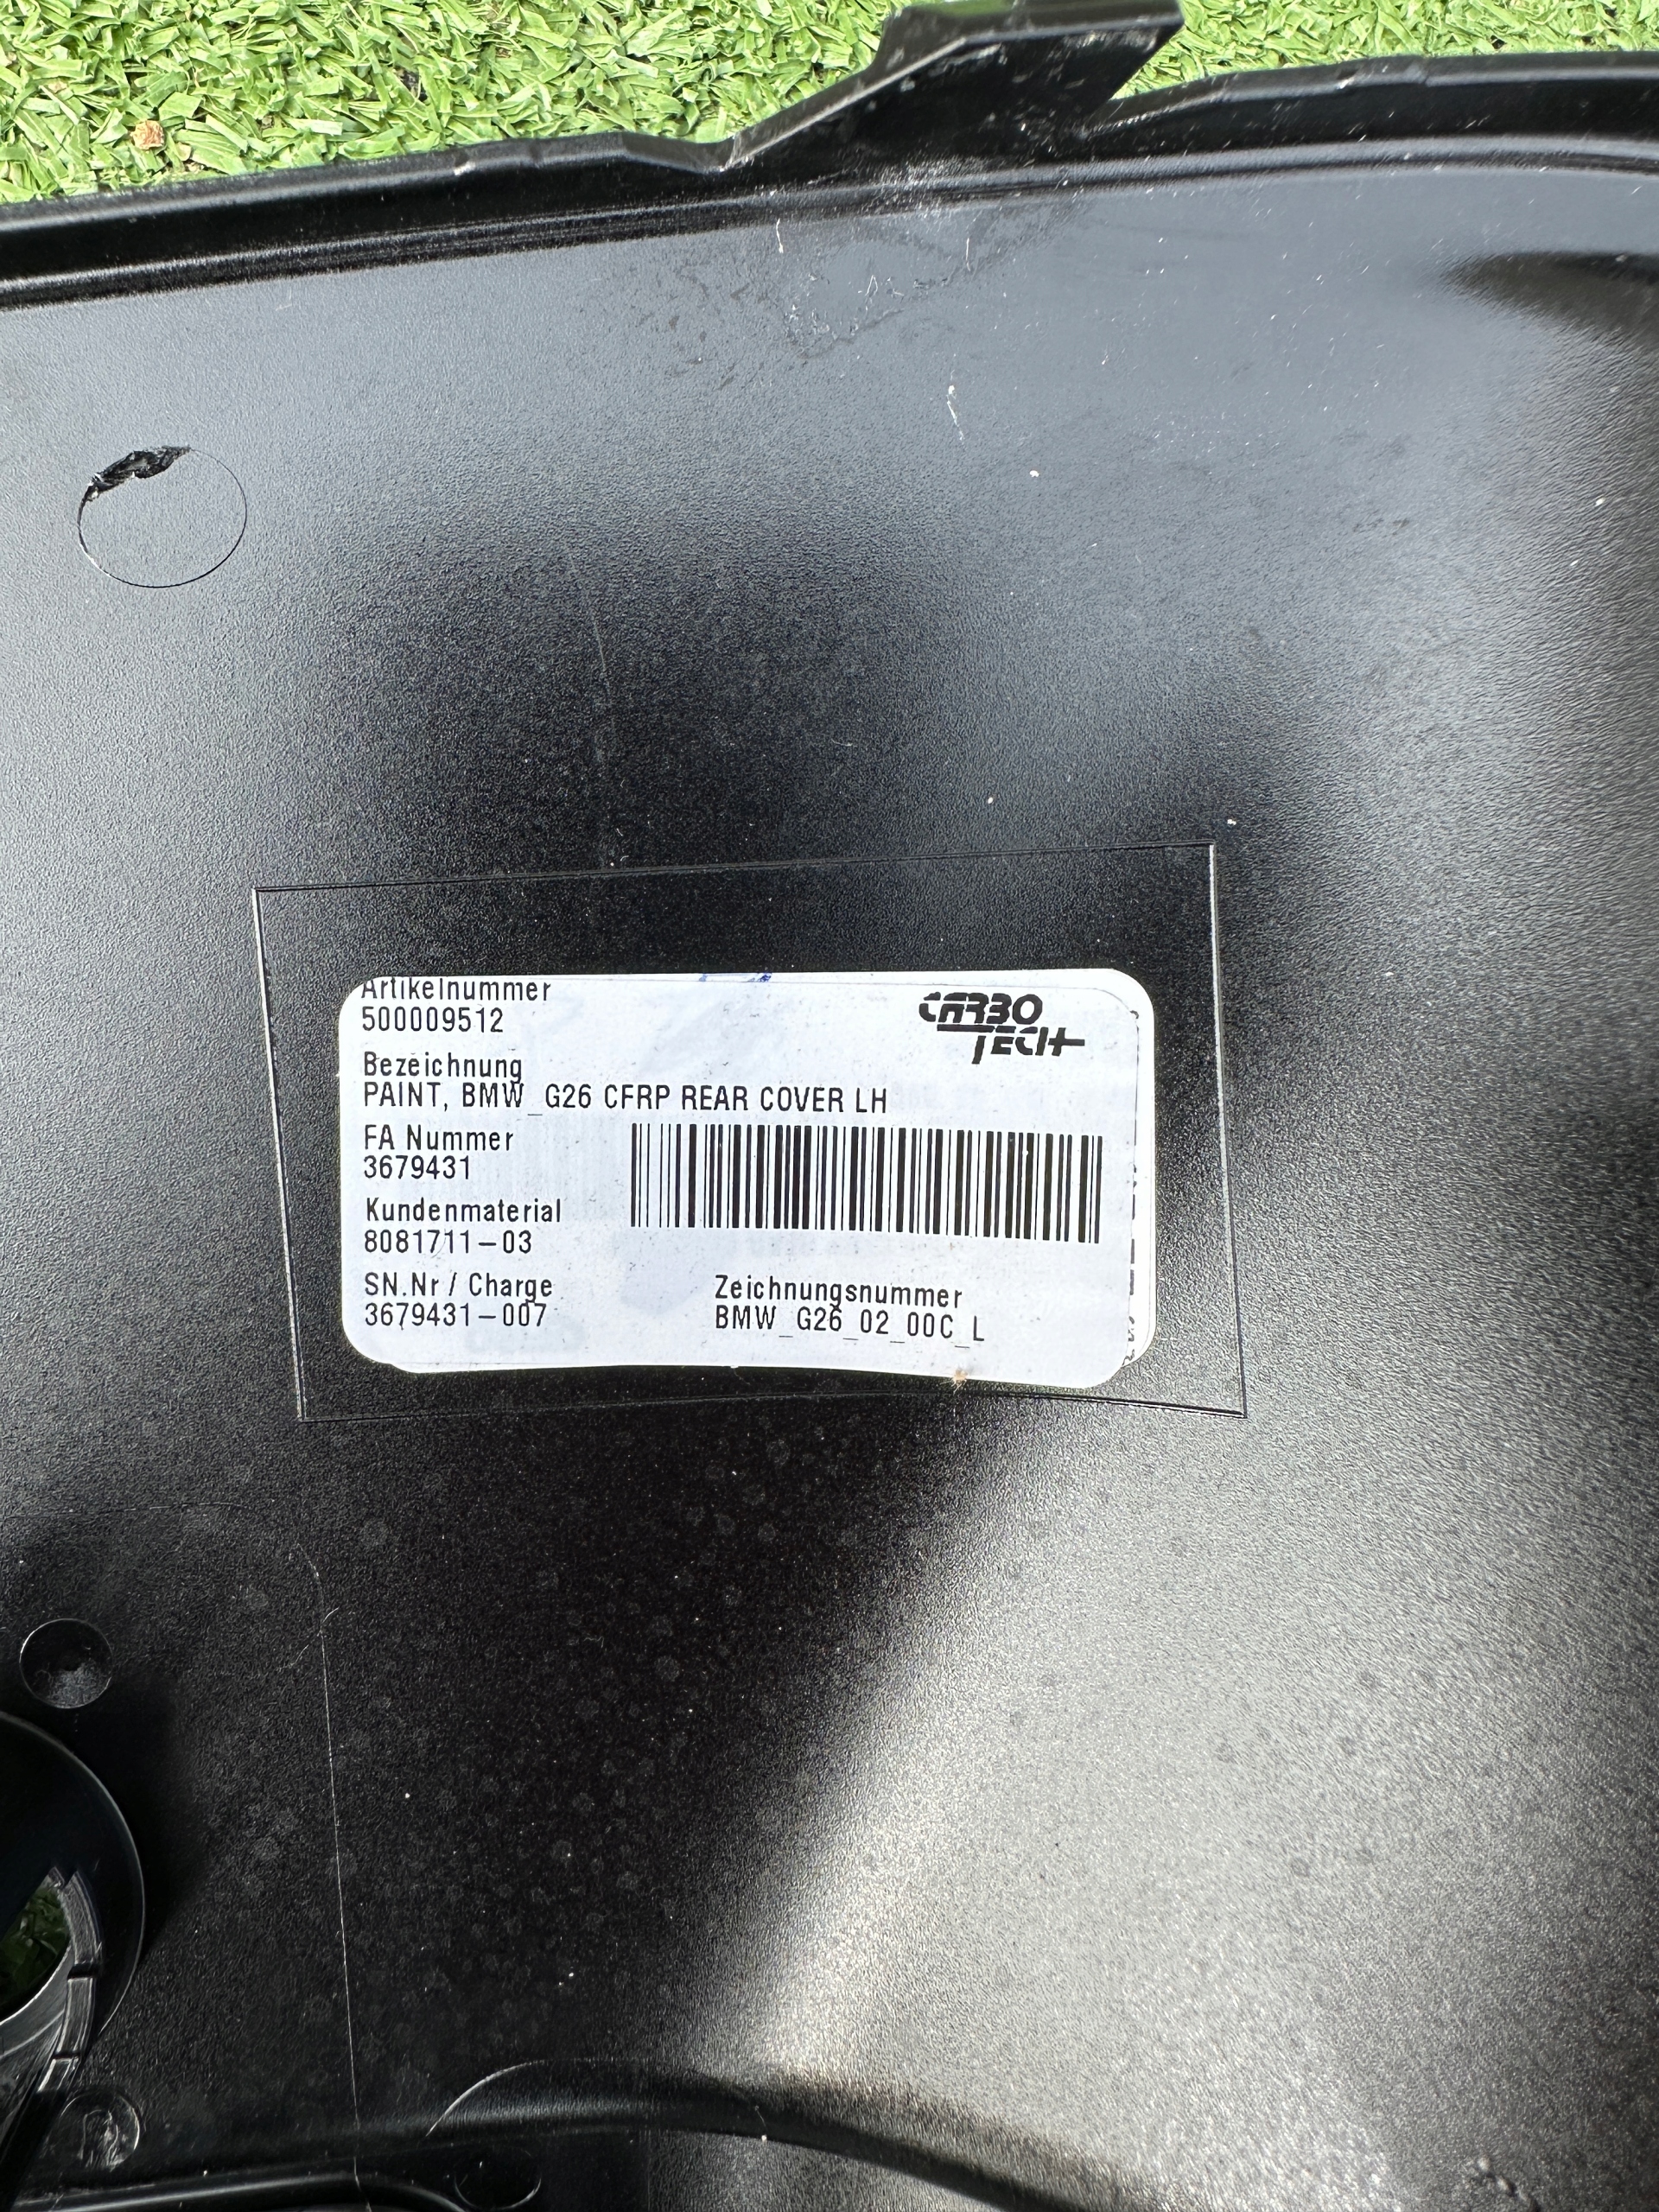 Artikelnummer
500009512
CARBO
TECH
Bezeichnung
PAINT, BMW_G26 CFRP REAR COVER LH
FA Nummer
3679431
Kundenmaterial
8081711-03
SN.Nr / Charge
3679431-007
Zeichnungsnummer
BMW_G26_02_00C_L